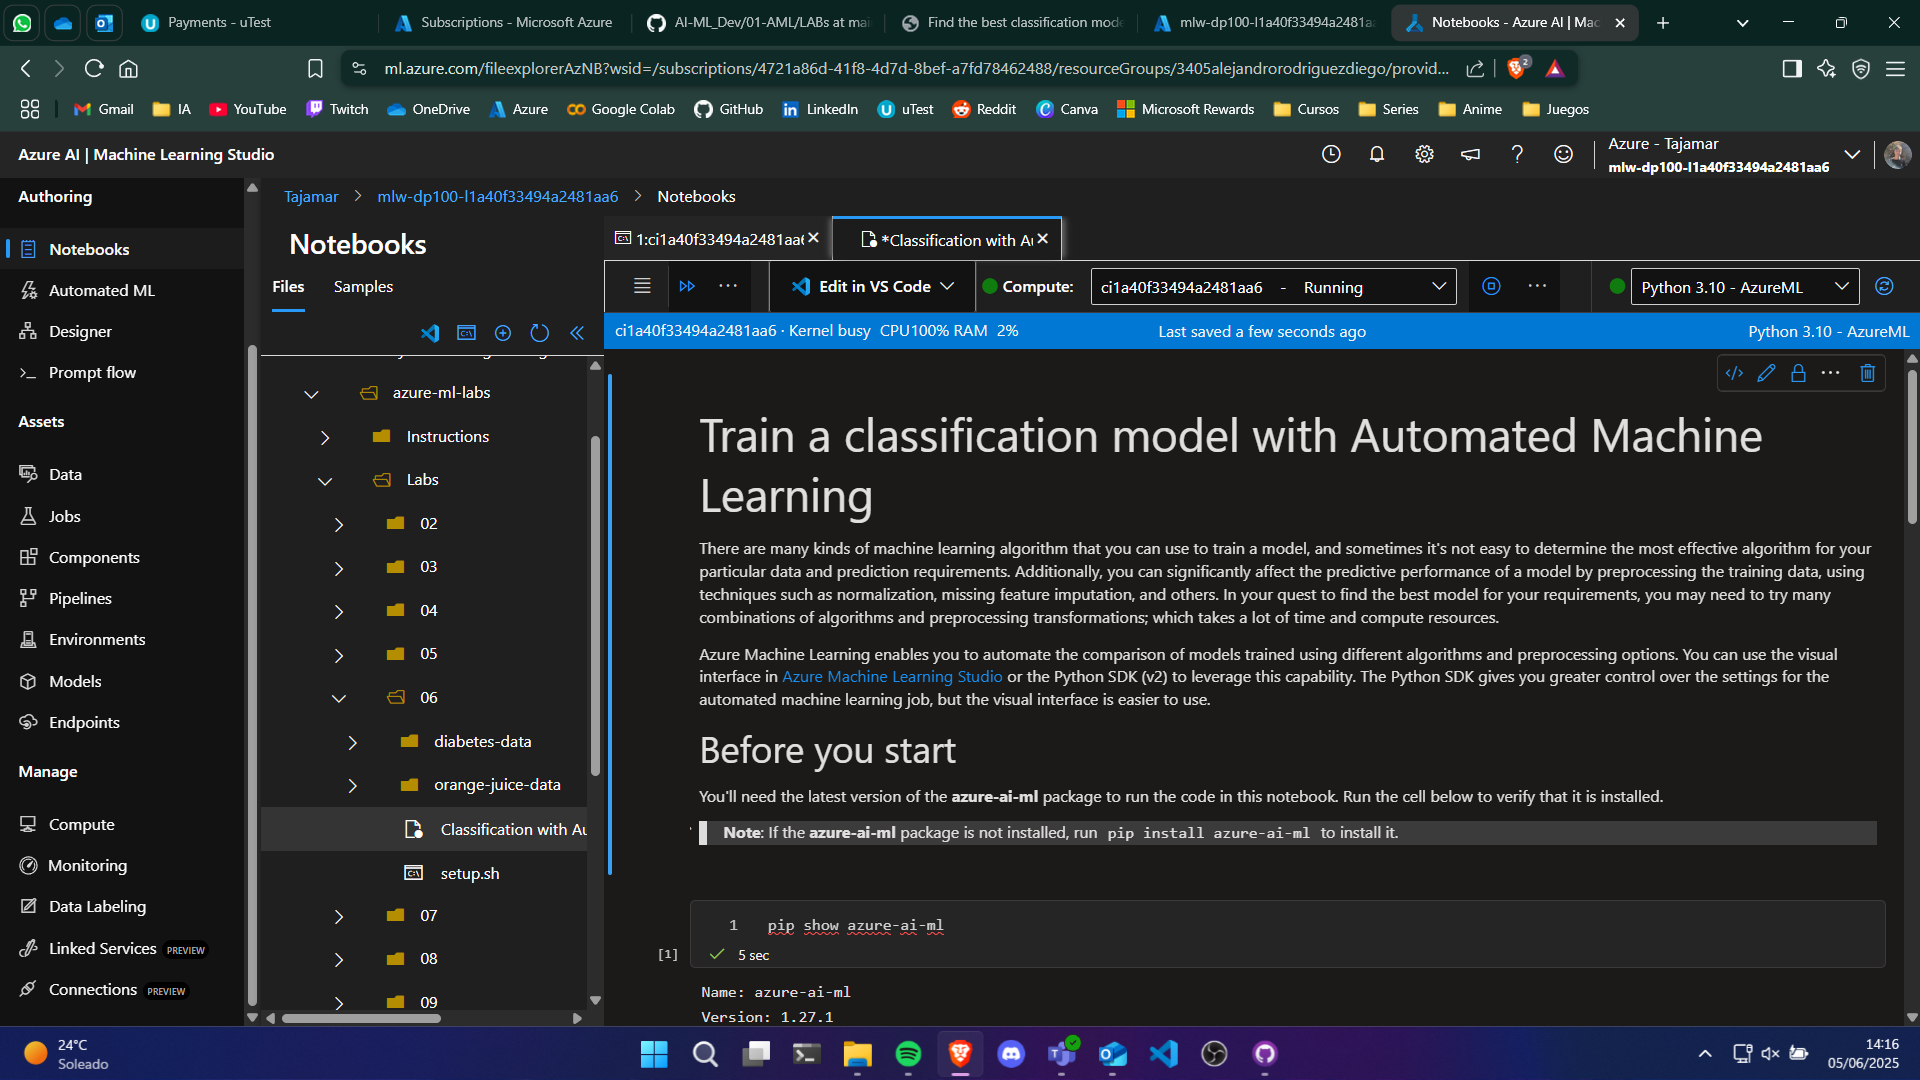 Payments - uTest
Subscriptions - Microsoft Azure
AI-ML_Dev/01-AML/LABs at mai
Find the best classification mode
mlw-dp100-l1a40f33494a2481aa
Notebooks - Azure AI | Mac
ml.azure.com/fileexplorerAzNB?wsid=/subscriptions/4721a86d-41f8-4d7d-8bef-a7fd78462488/resourceGroups/3405alejandrorodriguezdiego/provid...
2
Gmail
IA
YouTube
Twitch
OneDrive
Azure
Google Colab
GitHub
LinkedIn
uTest
Reddit
Canva
Microsoft Rewards
Cursos
Series
Anime
Juegos
Azure AI | Machine Learning Studio
Azure - Tajamar
mlw-dp100-l1a40f33494a2481aa6
Authoring
Notebooks
Automated ML
Designer
Prompt flow
Assets
Data
Jobs
Components
Pipelines
Environments
Models
Endpoints
Manage
Compute
Monitoring
Data Labeling
Linked Services PREVIEW
Connections PREVIEW
Tajamar > mlw-dp100-l1a40f33494a2481aa6 > Notebooks
Notebooks
Files
Samples
azure-ml-labs
Instructions
Labs
02
03
04
05
06
diabetes-data
orange-juice-data
Classification with Au
setup.sh
07
08
09
1:ci1a40f33494a2481aa6
*Classification with Au
Edit in VS Code
Compute:
ci1a40f33494a2481aa6 - Running
Python 3.10 - AzureML
ci1a40f33494a2481aa6 · Kernel busy CPU100% RAM 2%
Last saved a few seconds ago
Python 3.10 - AzureML
Train a classification model with Automated Machine
Learning
There are many kinds of machine learning algorithm that you can use to train a model, and sometimes it's not easy to determine the most effective algorithm for your
particular data and prediction requirements. Additionally, you can significantly affect the predictive performance of a model by preprocessing the training data, using
techniques such as normalization, missing feature imputation, and others. In your quest to find the best model for your requirements, you may need to try many
combinations of algorithms and preprocessing transformations; which takes a lot of time and compute resources.
Azure Machine Learning enables you to automate the comparison of models trained using different algorithms and preprocessing options. You can use the visual
interface in Azure Machine Learning Studio or the Python SDK (v2) to leverage this capability. The Python SDK gives you greater control over the settings for the
automated machine learning job, but the visual interface is easier to use.
Before you start
You'll need the latest version of the azure-ai-ml package to run the code in this notebook. Run the cell below to verify that it is installed.
Note: If the azure-ai-ml package is not installed, run pip install azure-ai-ml to install it.
1 pip show azure-ai-ml
[1]
5 sec
Name: azure-ai-ml
Version: 1.27.1
24°C
Soleado
14:16
05/06/2025